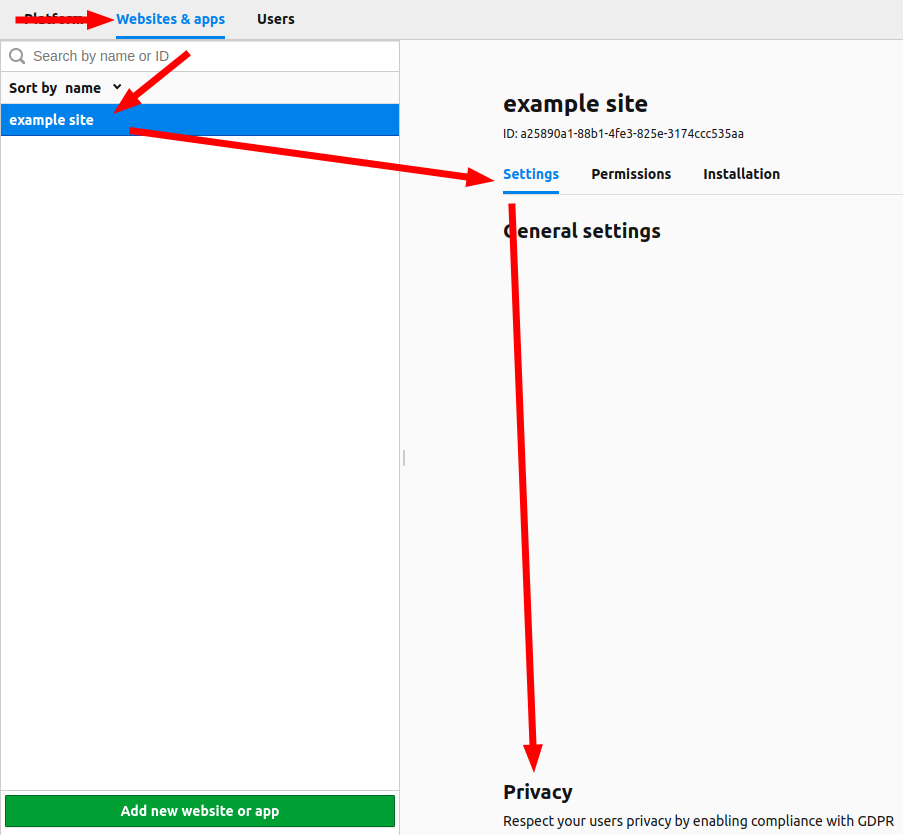 Platform Websites & apps Users
Search by name or ID
Sort by name
example site
example site
ID: a25890a1-88b1-4fe3-825e-3174ccc535aa
Settings Permissions Installation
General settings
Privacy
Respect your users privacy by enabling compliance with GDPR
Add new website or app